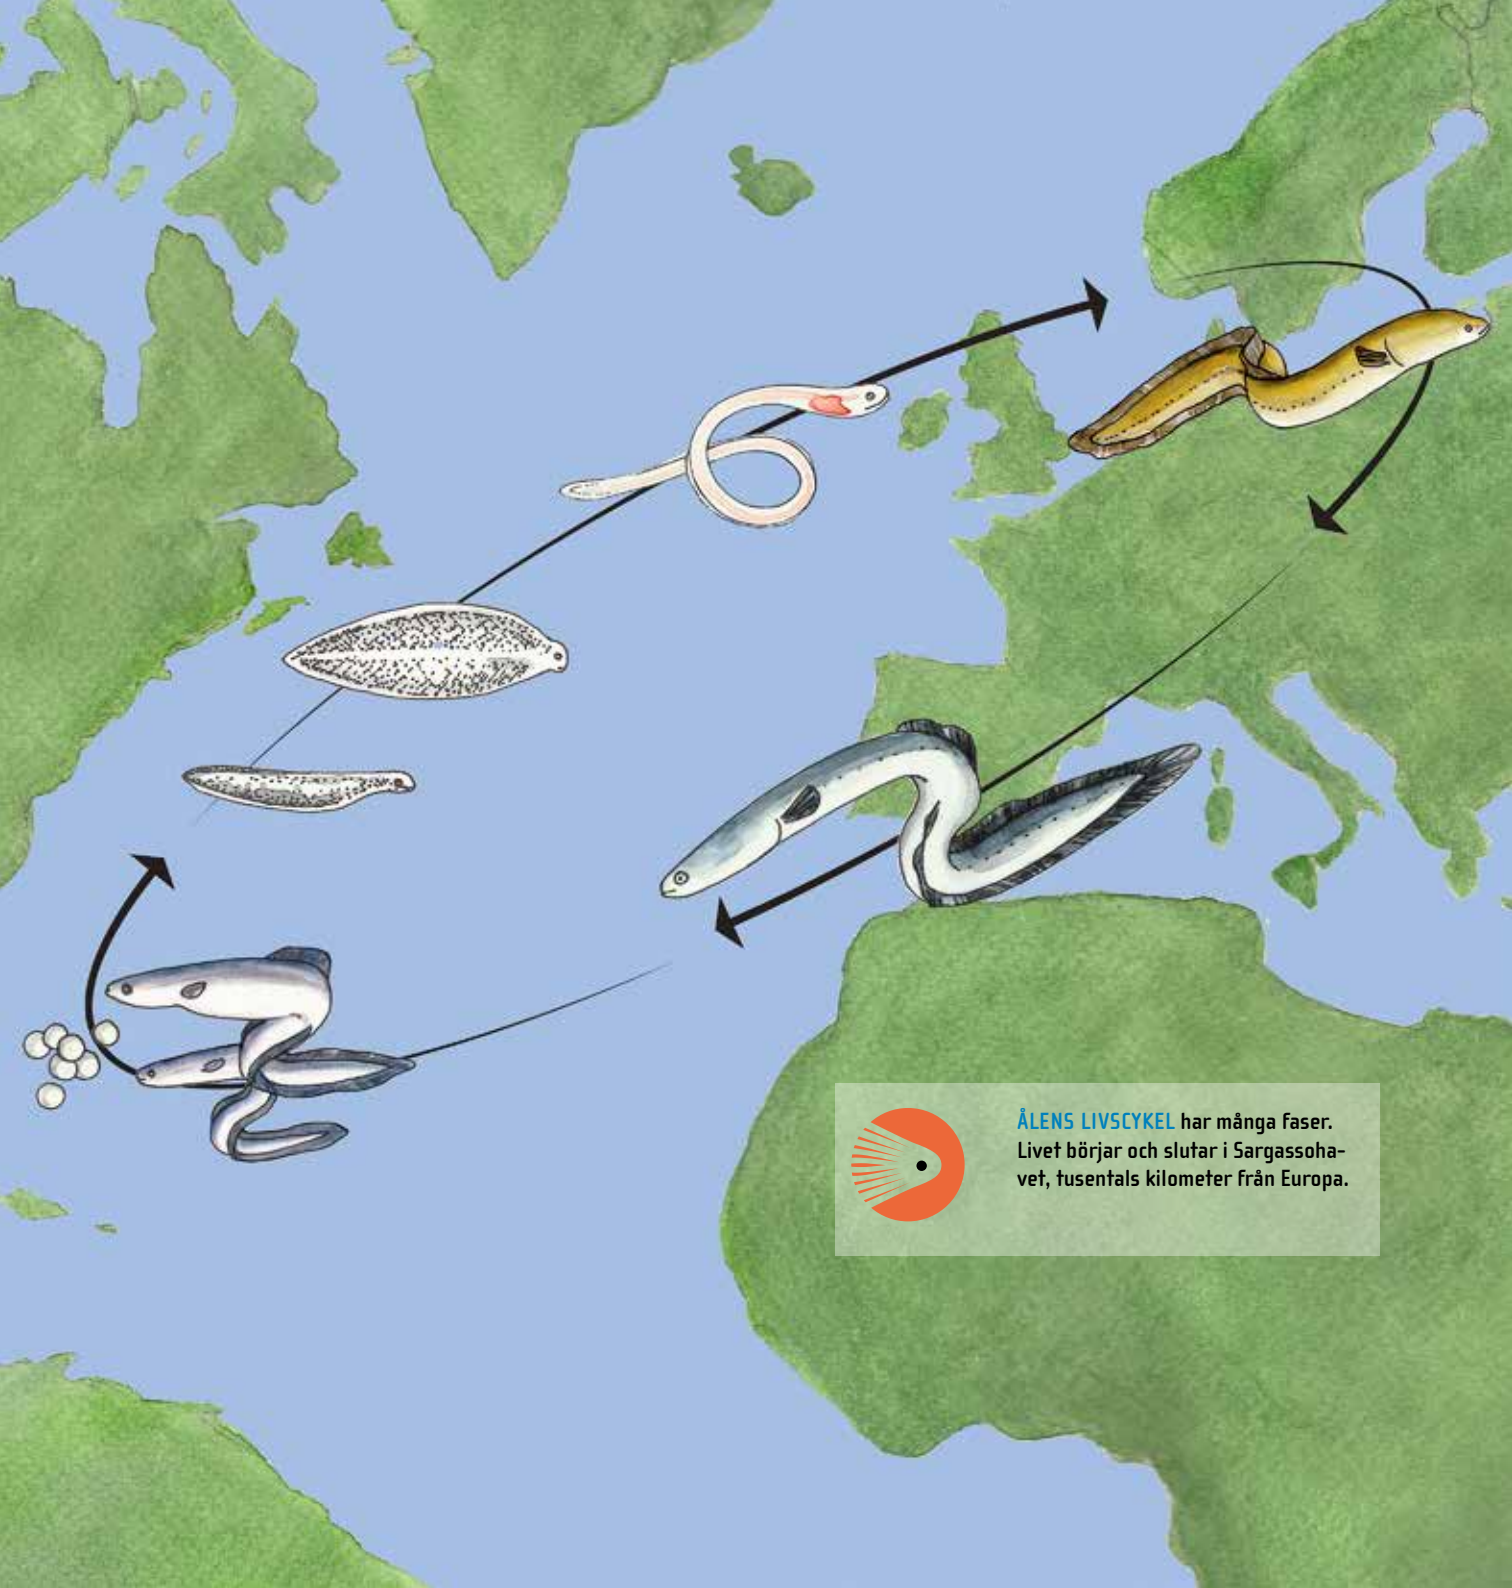 ÅLENS LIVSCYKEL har många faser.
Livet börjar och slutar i Sargassoha-
vet, tusentals kilometer från Europa.